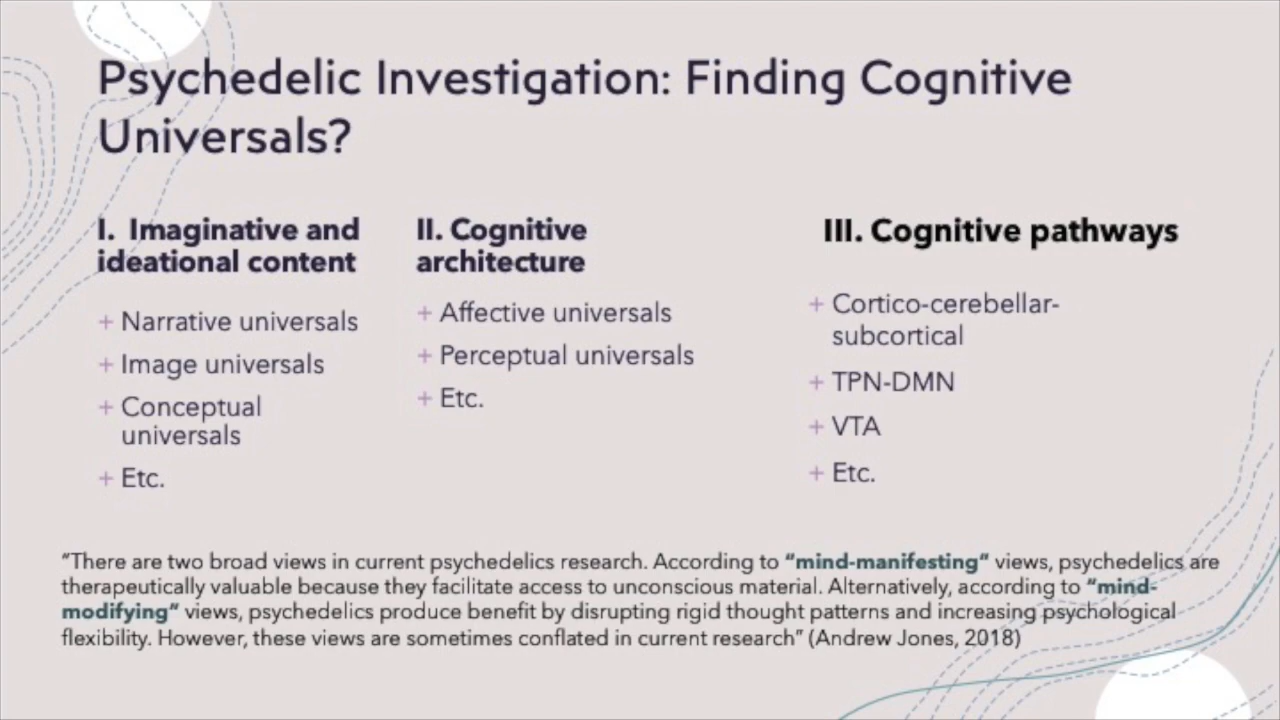 Psychedelic Investigation: Finding Cognitive
Universals?
I. Imaginative and
ideational content
+ Narrative universals
+ Image universals
+ Conceptual
universals
+ Etc.
II. Cognitive
architecture
+ Affective universals
+ Perceptual universals
+ Etc.
III. Cognitive pathways
+ Cortico-cerebellar-
subcortical
+ TPN-DMN
+ VTA
+ Etc.
“There are two broad views in current psychedelics research. According to “mind-manifesting” views, psychedelics are
therapeutically valuable because they facilitate access to unconscious material. Alternatively, according to “mind-
modifying” views, psychedelics produce benefit by disrupting rigid thought patterns and increasing psychological
flexibility. However, these views are sometimes conflated in current research” (Andrew Jones, 2018)